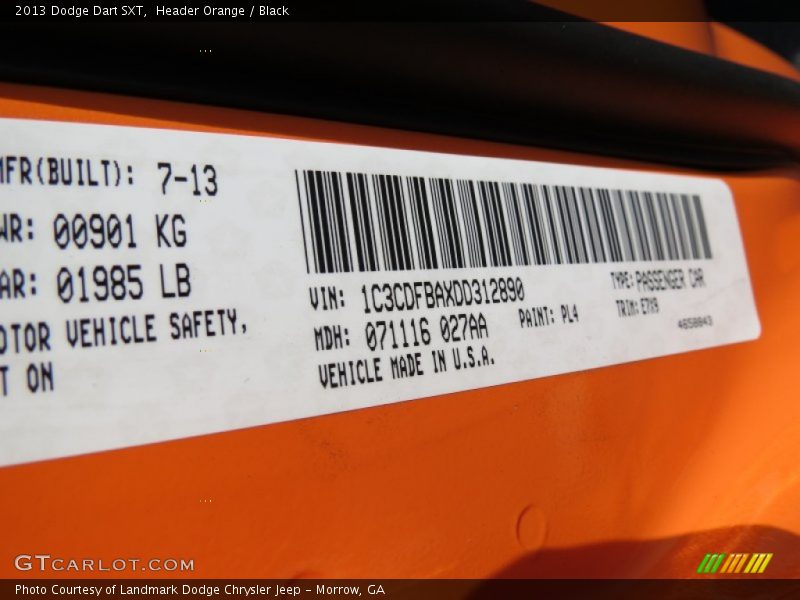 2013 Dodge Dart SXT,  Header Orange / Black
MFR(BUILT): 7-13
WR: 00901 KG
AR: 01985 LB
OTOR VEHICLE SAFETY,
T ON
VIN: 1C3CDFBAXDD312890
MDH: 071116 027AA
VEHICLE MADE IN U.S.A.
PAINT: PL4
TYPE: PASSENGER CAR
TRIM: E7X9
4658843
GTCARLOT.COM
Photo Courtesy of Landmark Dodge Chrysler Jeep - Morrow, GA